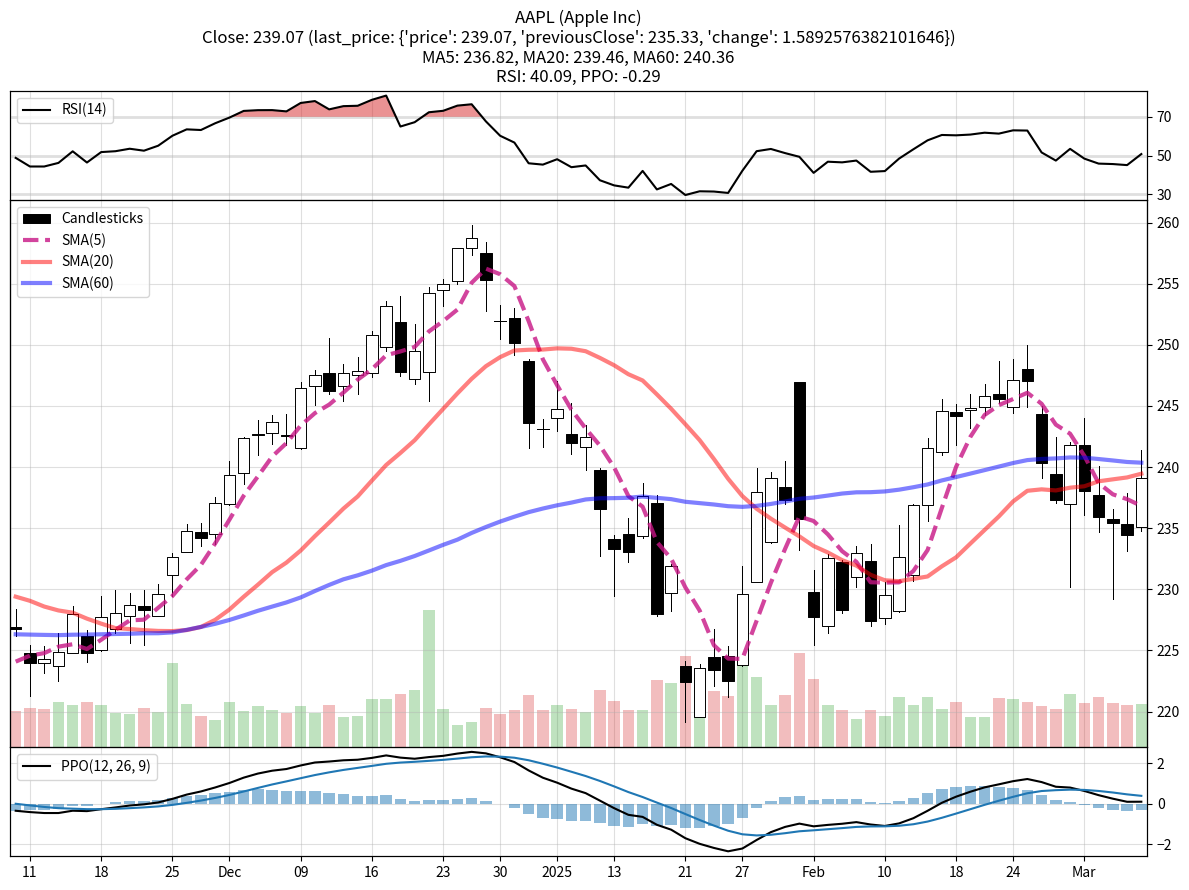 AAPL (Apple Inc)
Close: 239.07 (last_price: {'price': 239.07, 'previousClose': 235.33, 'change': 1.5892576382101646})
MA5: 236.82, MA20: 239.46, MA60: 240.36
RSI: 40.09, PPO: -0.29
RSI(14)
70
50
30
Candlesticks
SMA(5)
SMA(20)
SMA(60)
260
255
250
245
240
235
230
225
220
PPO(12, 26, 9)
2
0
−2
11 18 25 Dec 09 16 23 30 2025 13 21 27 Feb 10 18 24 Mar